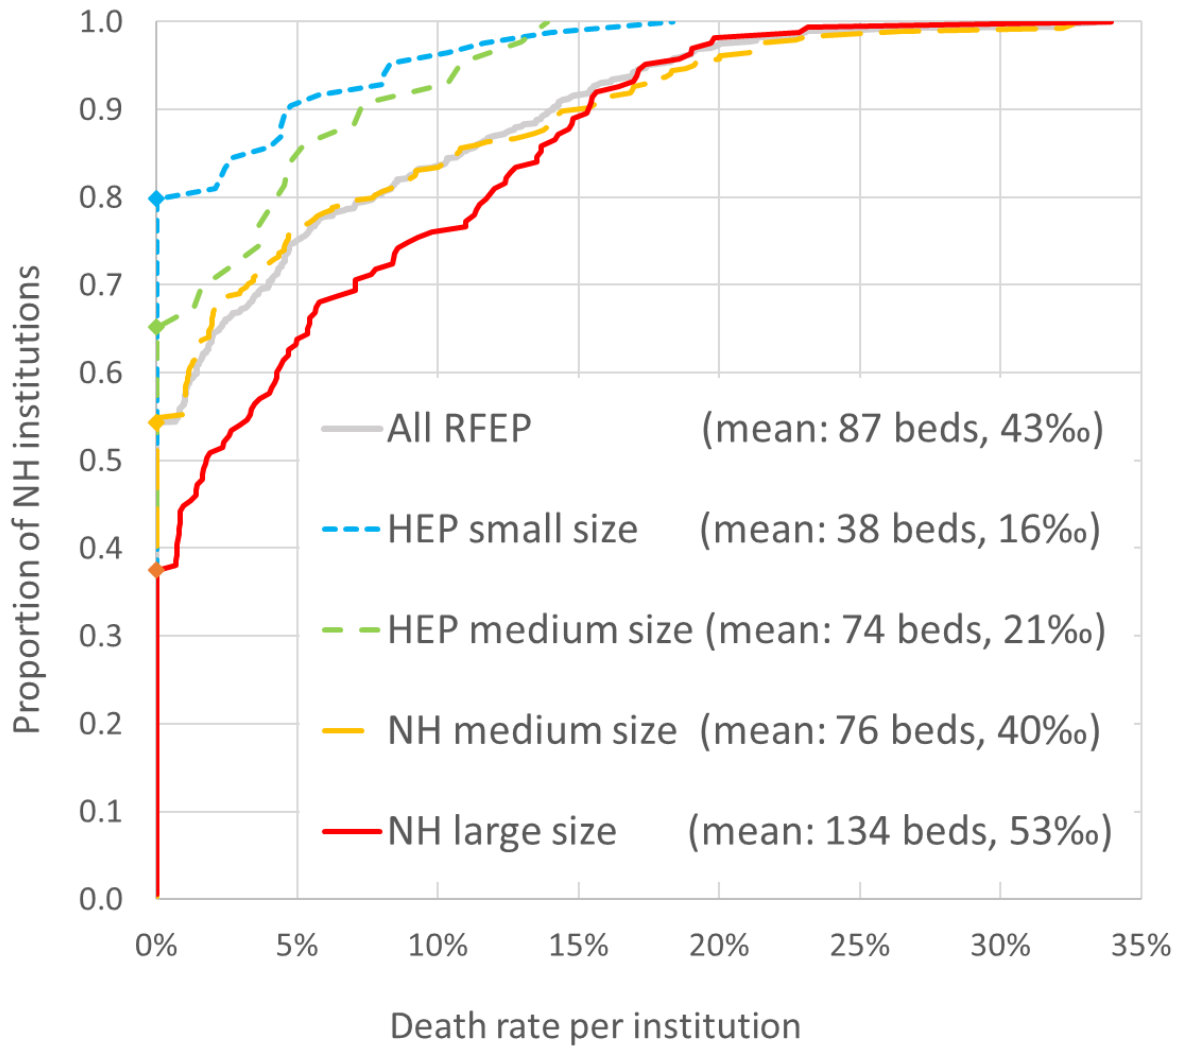 Proportion of NH institutions
1.0
0.9
0.8
0.7
0.6
0.5
0.4
0.3
0.2
0.1
0.0
All RFEP (mean: 87 beds, 43‰)
HEP small size (mean: 38 beds, 16‰)
HEP medium size (mean: 74 beds, 21‰)
NH medium size (mean: 76 beds, 40‰)
NH large size (mean: 134 beds, 53‰)
0% 5% 10% 15% 20% 25% 30% 35%
Death rate per institution